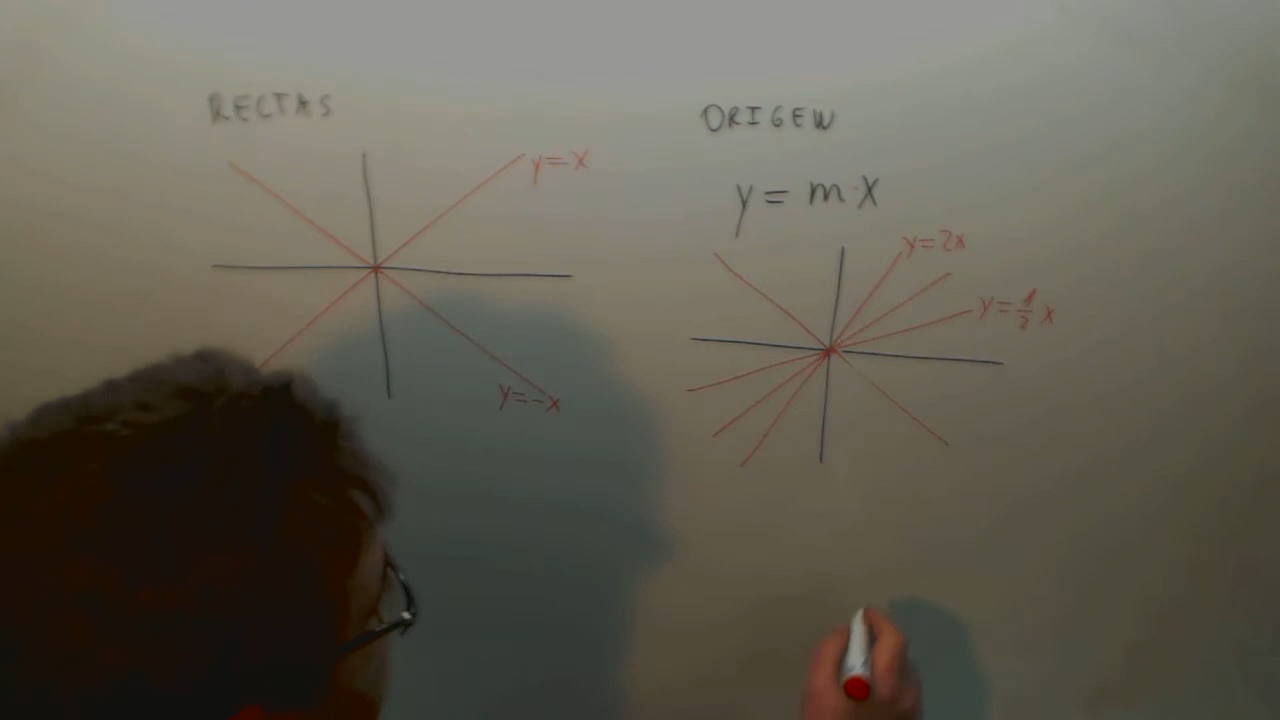 RECTAS
y=x
y=-x
ORIGEN
y = m·x
y=2x
y=1/2 x